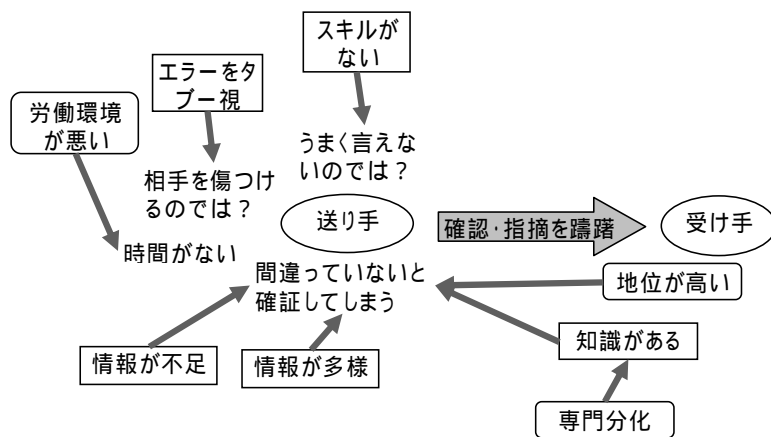 スキルが
ない
エラーをタ
ブー視
労働環境
が悪い
うまく言えな
いのでは？
相手を傷つけ
るのでは？
送り手
確認・指摘を躊躇
受け手
時間がない
間違っていないと
確証してしまう
地位が高い
知識がある
情報が不足
情報が多様
専門分化